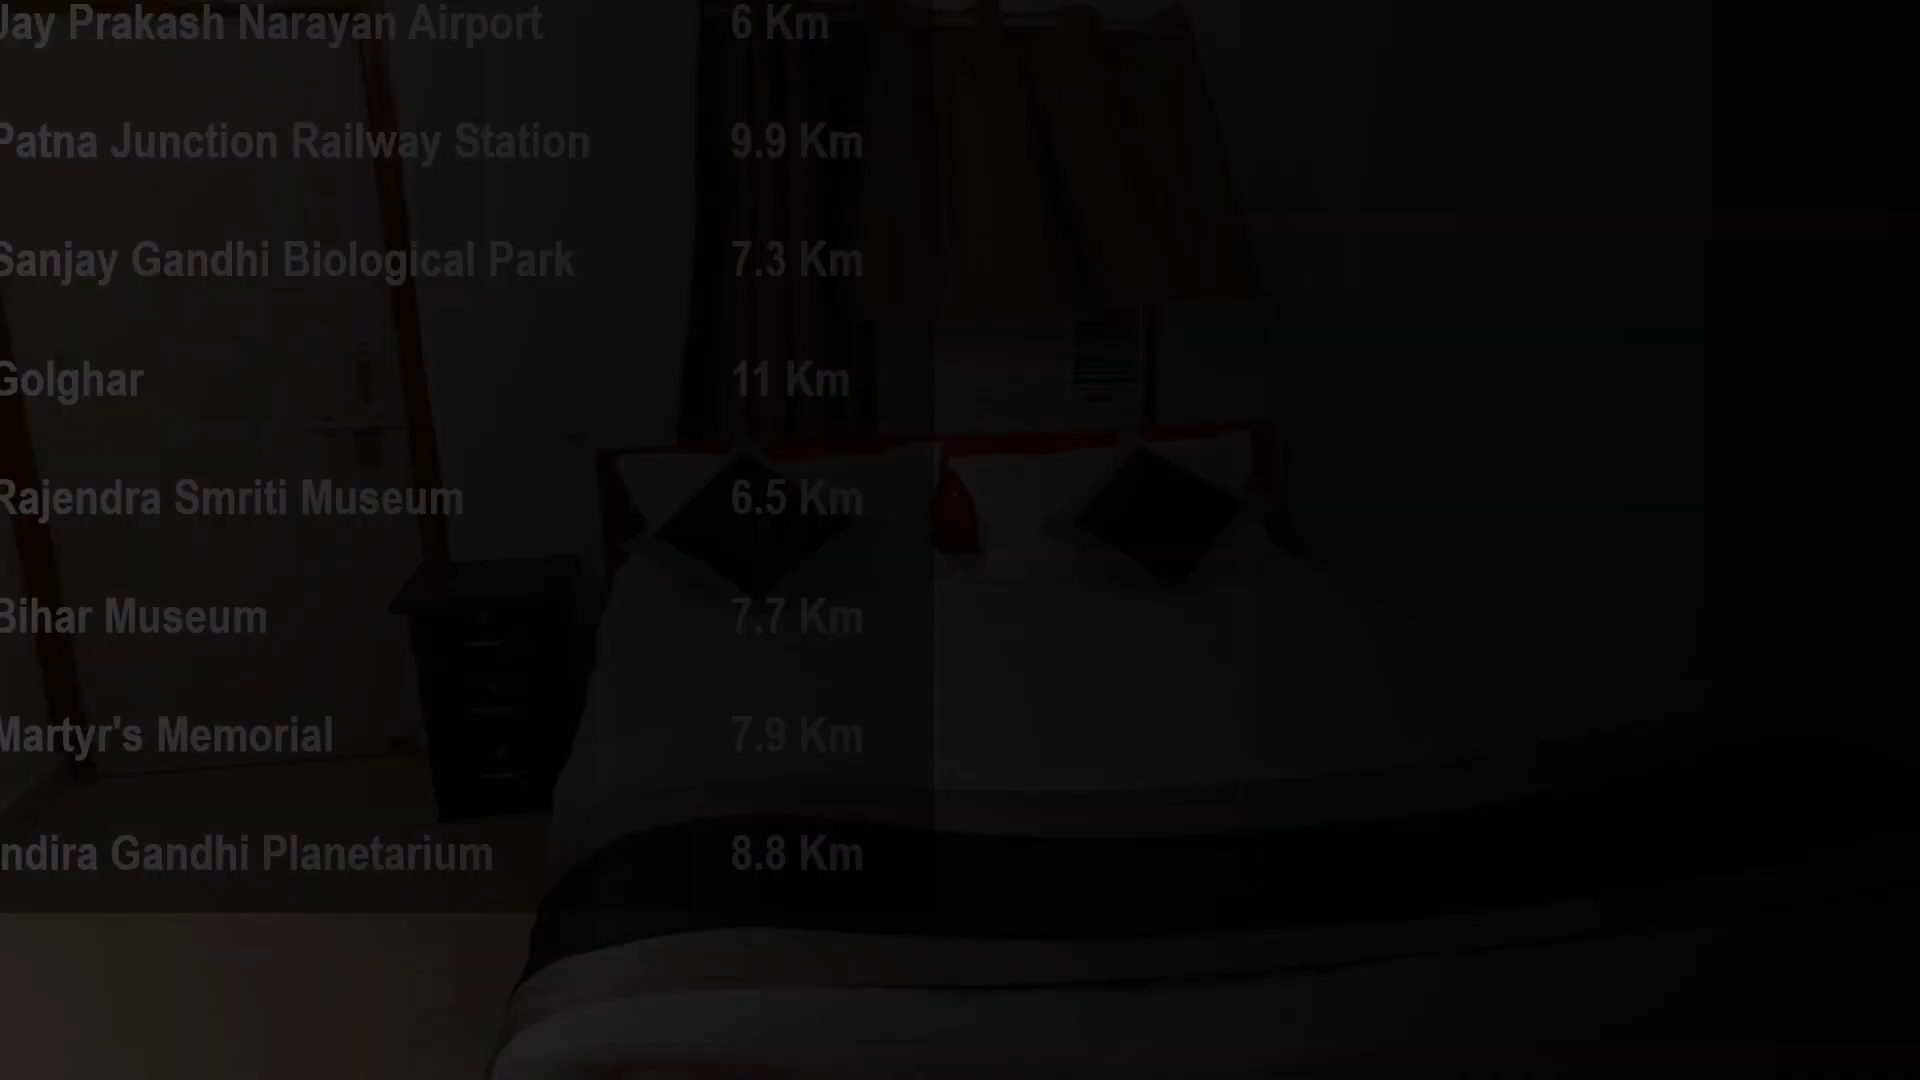 Jay Prakash Narayan Airport 6 Km
Patna Junction Railway Station 9.9 Km
Sanjay Gandhi Biological Park 7.3 Km
Golghar 11 Km
Rajendra Smriti Museum 6.5 Km
Bihar Museum 7.7 Km
Martyr's Memorial 7.9 Km
ndira Gandhi Planetarium 8.8 Km